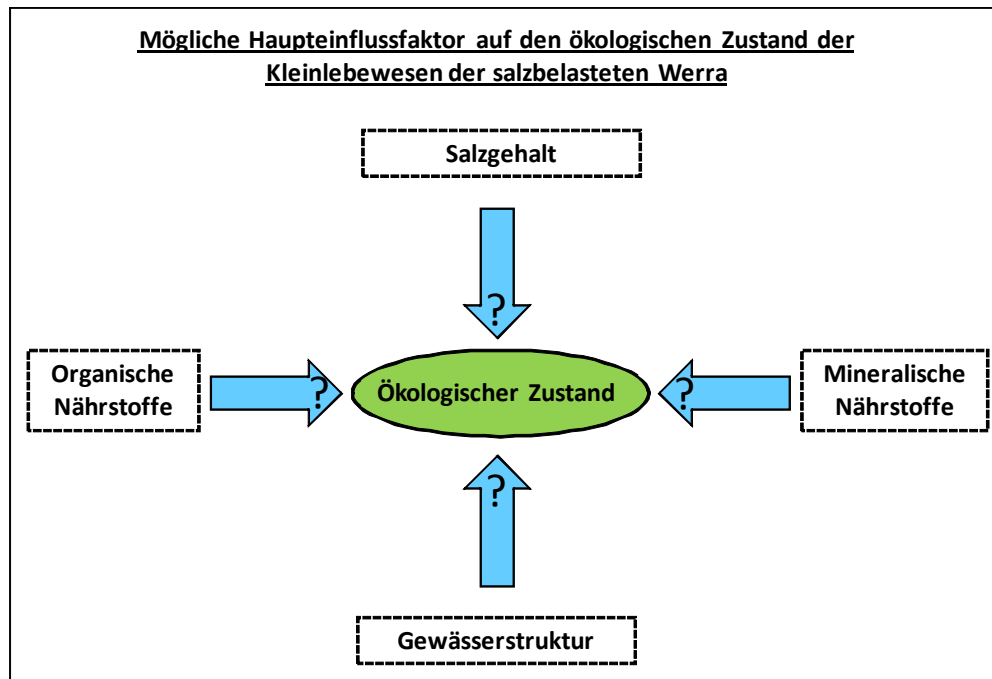 Mögliche Haupteinflussfaktor auf den ökologischen Zustand der
Kleinlebewesen der salzbelasteten Werra
Salzgehalt
?
Organische
Nährstoffe
?
Ökologischer Zustand
?
Mineralische
Nährstoffe
?
Gewässerstruktur